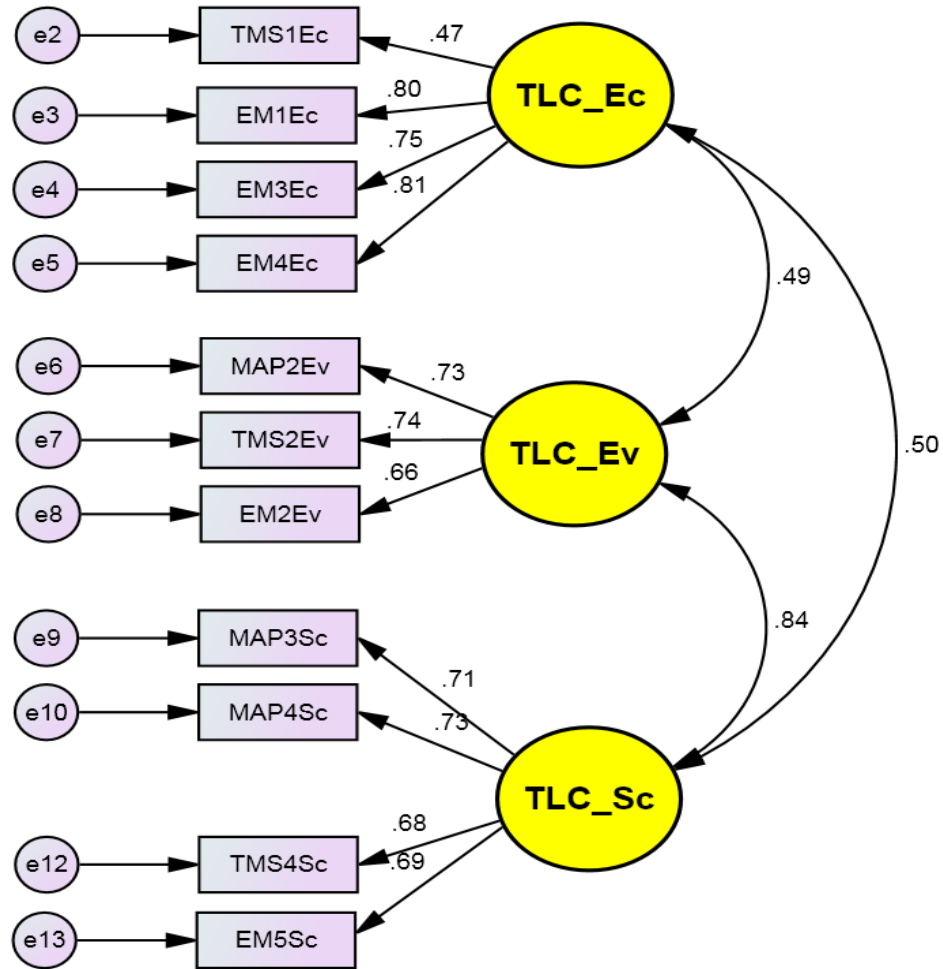 e2
TMS1Ec
.47
TLC_Ec
e3
EM1Ec
.80
e4
EM3Ec
.75
e5
EM4Ec
.81
.49
e6
MAP2Ev
.73
e7
TMS2Ev
.74
TLC_Ev
.50
e8
EM2Ev
.66
e9
MAP3Sc
.71
.84
e10
MAP4Sc
.73
TLC_Sc
e12
TMS4Sc
.68
e13
EM5Sc
.69